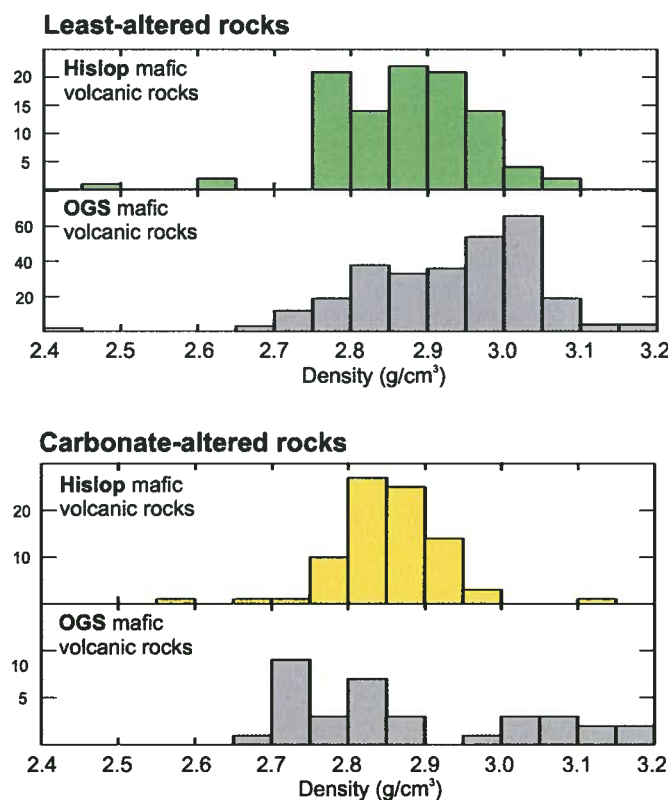 Least-altered rocks
Hislop mafic
volcanic rocks
20
15
10
5
OGS mafic
volcanic rocks
60
40
20
2.4 2.5 2.6 2.7 2.8 2.9 3.0 3.1 3.2
Density (g/cm³)
Carbonate-altered rocks
Hislop mafic
volcanic rocks
20
10
OGS mafic
volcanic rocks
10
5
2.4 2.5 2.6 2.7 2.8 2.9 3.0 3.1 3.2
Density (g/cm³)